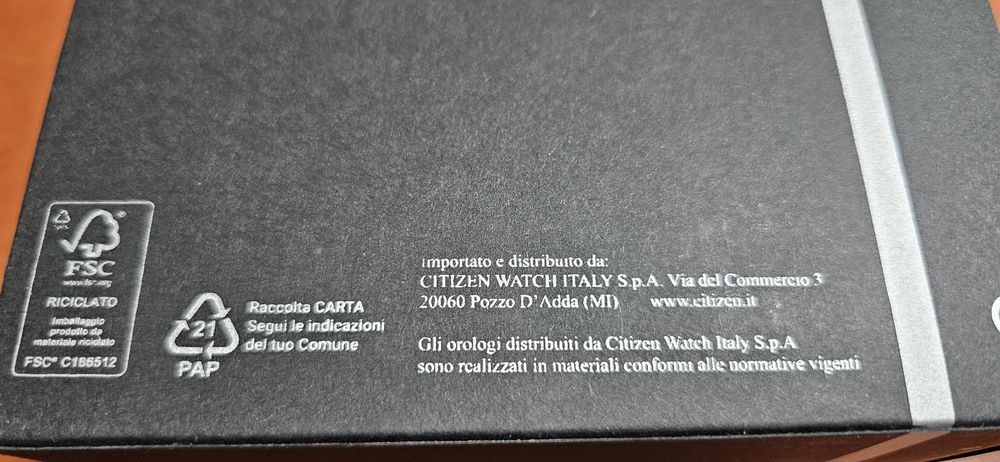 FSC
www.fsc.org
RICICLATO
Imballaggio
prodotto da
materiale riciclato
FSC® C186512
21
PAP
Raccolta CARTA
Segui le indicazioni
del tuo Comune
Importato e distribuito da:
CITIZEN WATCH ITALY S.p.A. Via del Commercio 3
20060 Pozzo D'Adda (MI) www.citizen.it
Gli orologi distribuiti da Citizen Watch Italy S.p.A
sono realizzati in materiali conformi alle normative vigenti